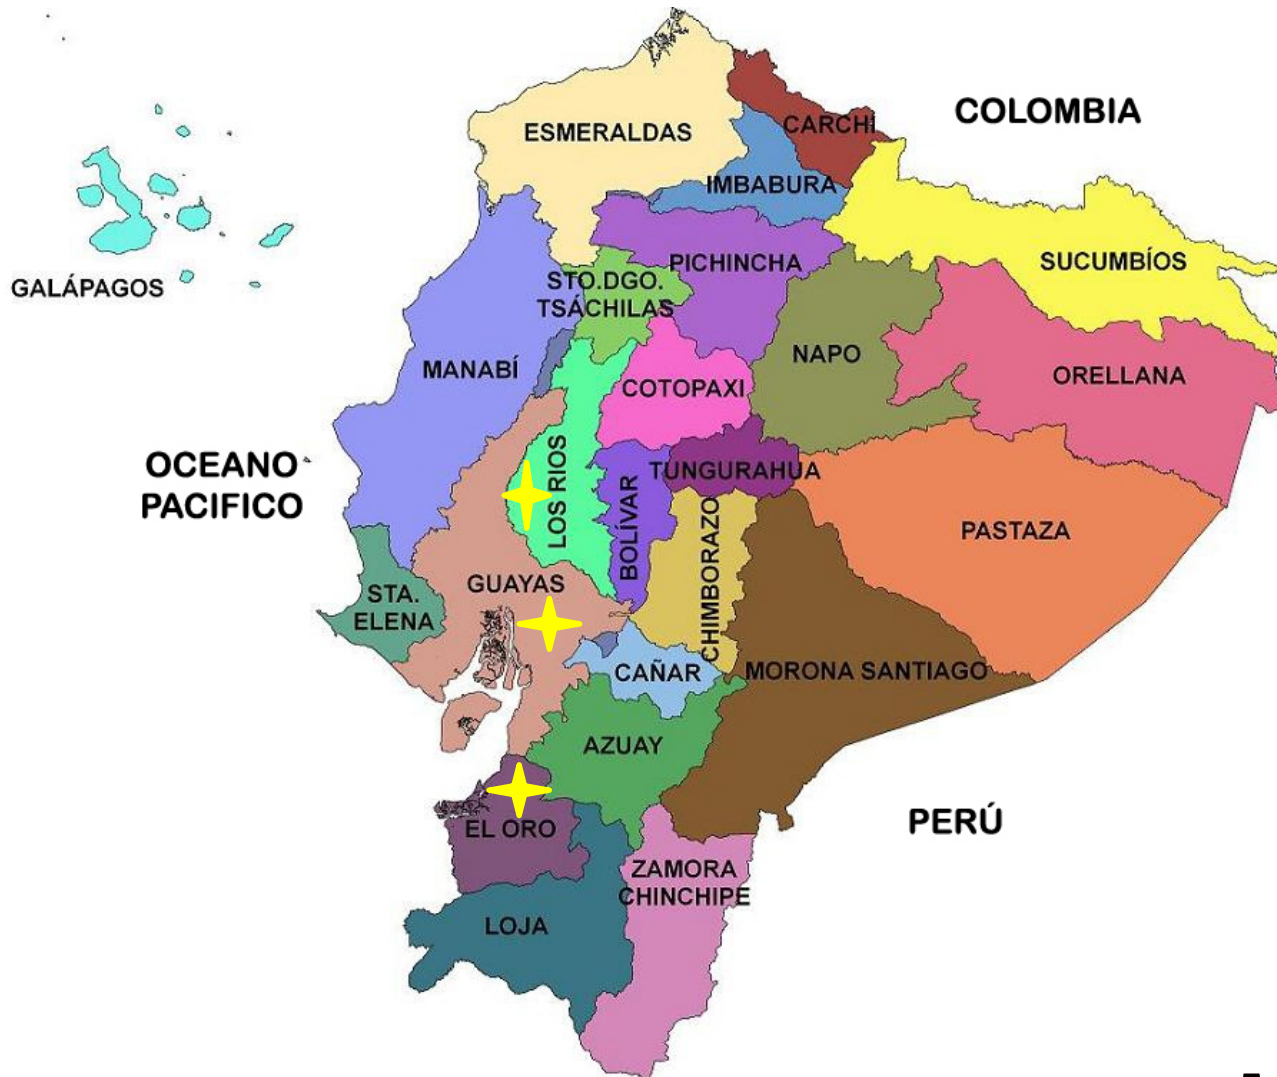 COLOMBIA
CARCHÍ
ESMERALDAS
IMBABURA
PICHINCHA
SUCUMBÍOS
GALÁPAGOS
STO.DGO.
TSÁCHILAS
NAPO
MANABÍ
COTOPAXI
ORELLANA
OCEANO
PACIFICO
LOS RIOS
TUNGURAHUA
BOLÍVAR
CHIMBORAZO
PASTAZA
GUAYAS
STA.
ELENA
CAÑAR
MORONA SANTIAGO
AZUAY
PERÚ
EL ORO
ZAMORA
CHINCHIPE
LOJA